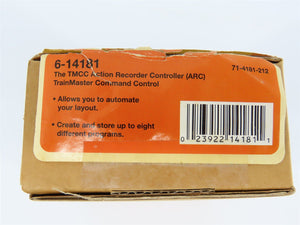 6-14181
71-4181-212
The TMCC Action Recorder Controller (ARC)
TrainMaster Command Control
• Allows you to automate
your layout.
• Create and store up to eight
different programs.
0 23922 14181 1